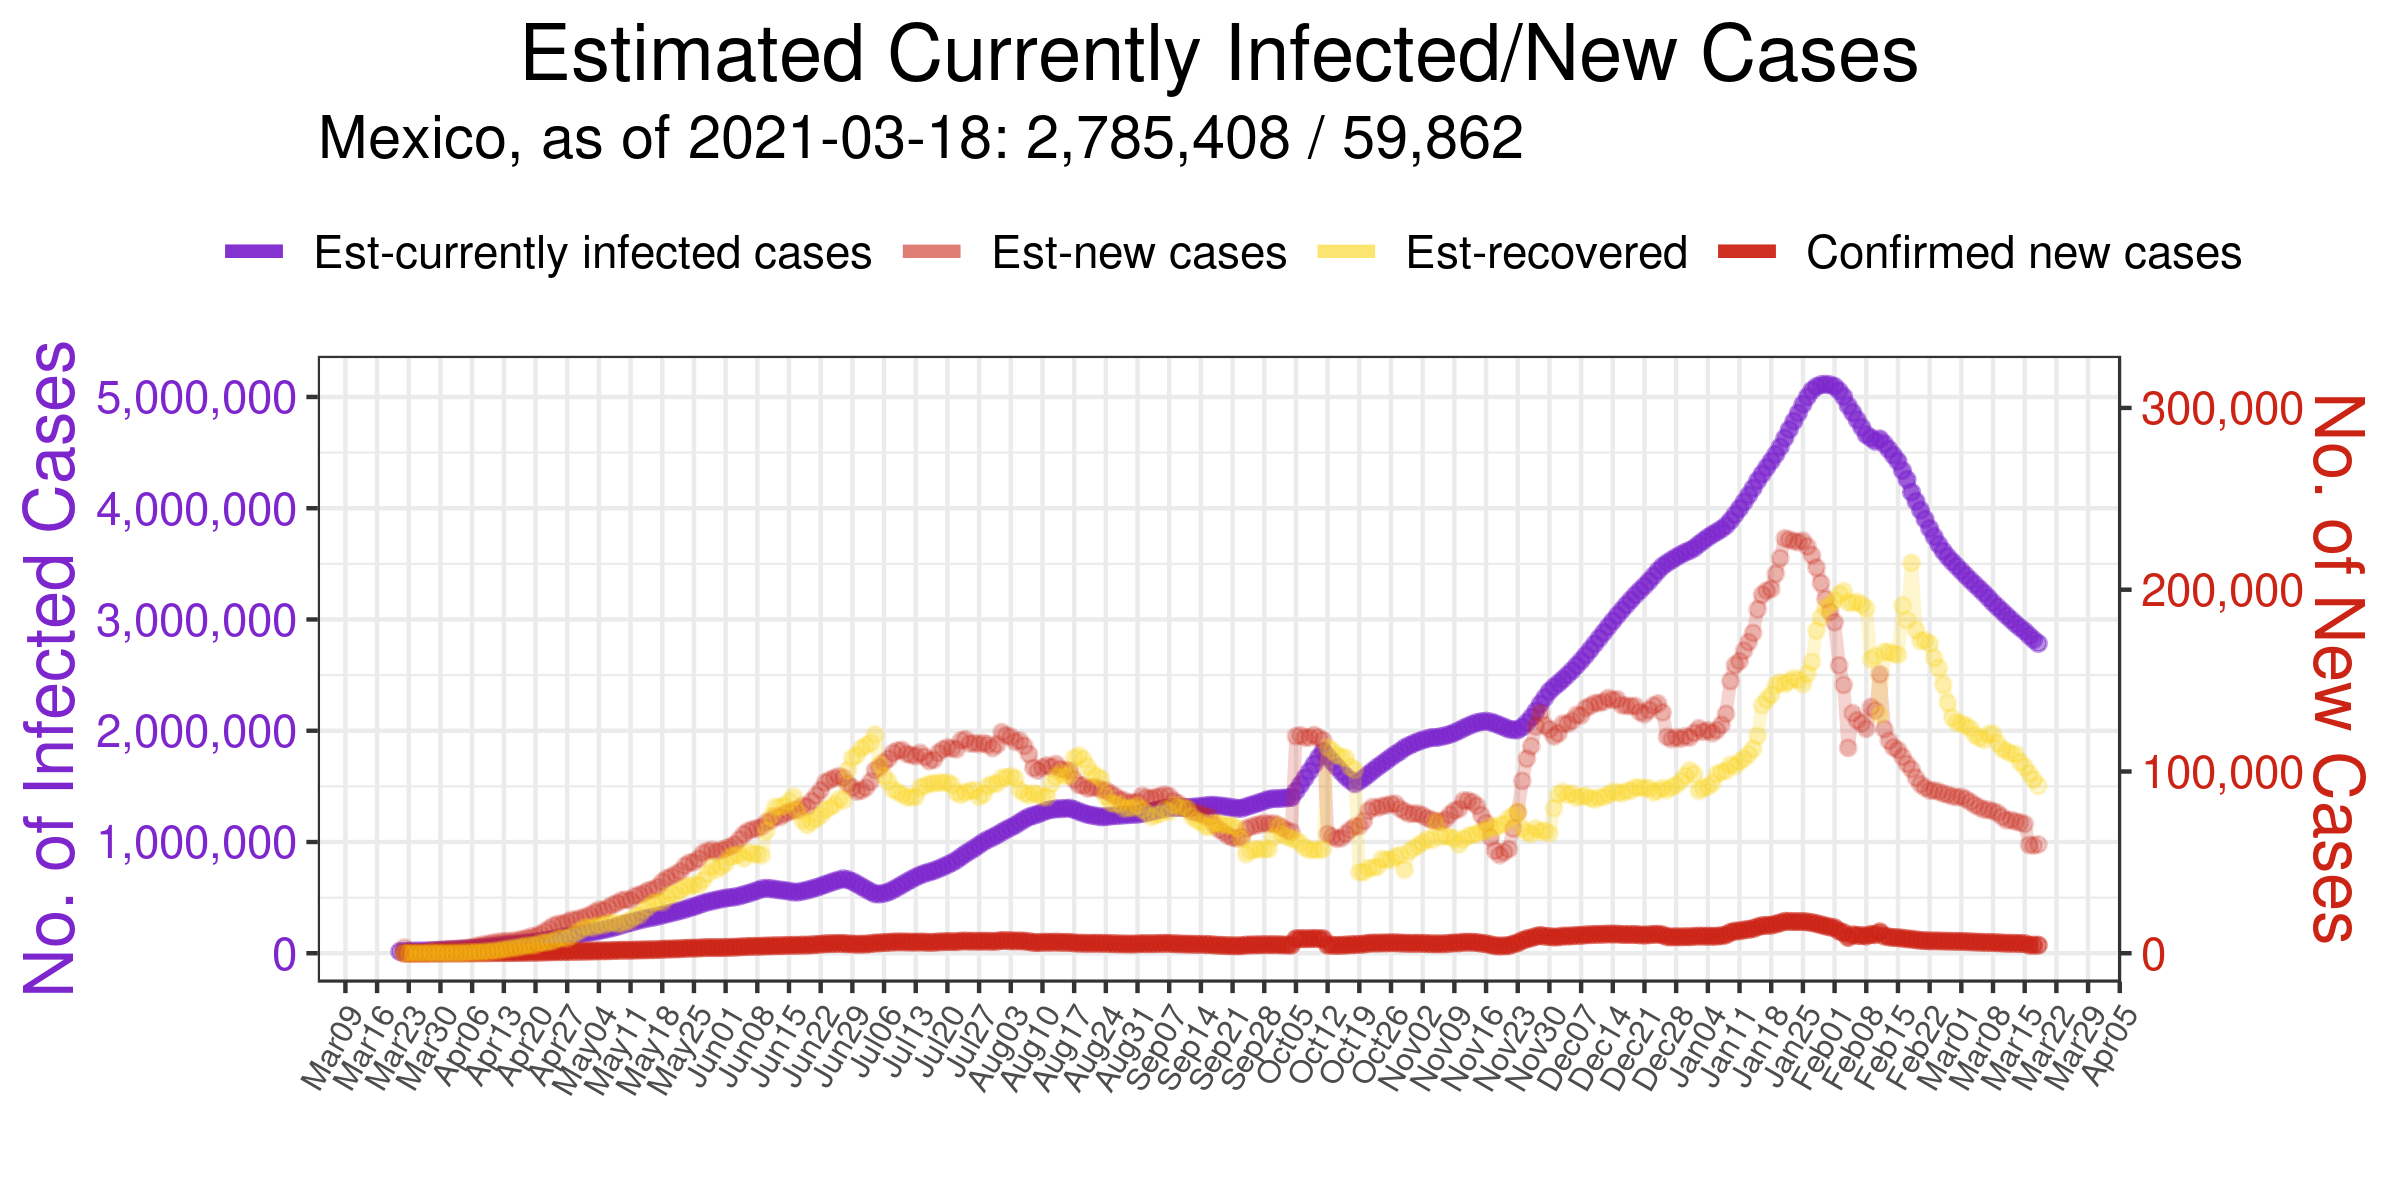 Estimated Currently Infected/New Cases
Mexico, as of 2021-03-18: 2,785,408 / 59,862
Est-currently infected cases Est-new cases Est-recovered Confirmed new cases
No. of Infected Cases
5,000,000
4,000,000
3,000,000
2,000,000
1,000,000
0
300,000
200,000
100,000
0
No. of New Cases
Mar09 Mar16 Mar23 Mar30 Apr06 Apr13 Apr20 Apr27 May04 May11 May18 May25 Jun01 Jun08 Jun15 Jun22 Jun29 Jul06 Jul13 Jul20 Jul27 Aug03 Aug10 Aug17 Aug24 Aug31 Sep07 Sep14 Sep21 Sep28 Oct05 Oct12 Oct19 Oct26 Nov02 Nov09 Nov16 Nov23 Nov30 Dec07 Dec14 Dec21 Dec28 Jan04 Jan11 Jan18 Jan25 Feb01 Feb08 Feb15 Feb22 Mar01 Mar08 Mar15 Mar22 Mar29 Apr05